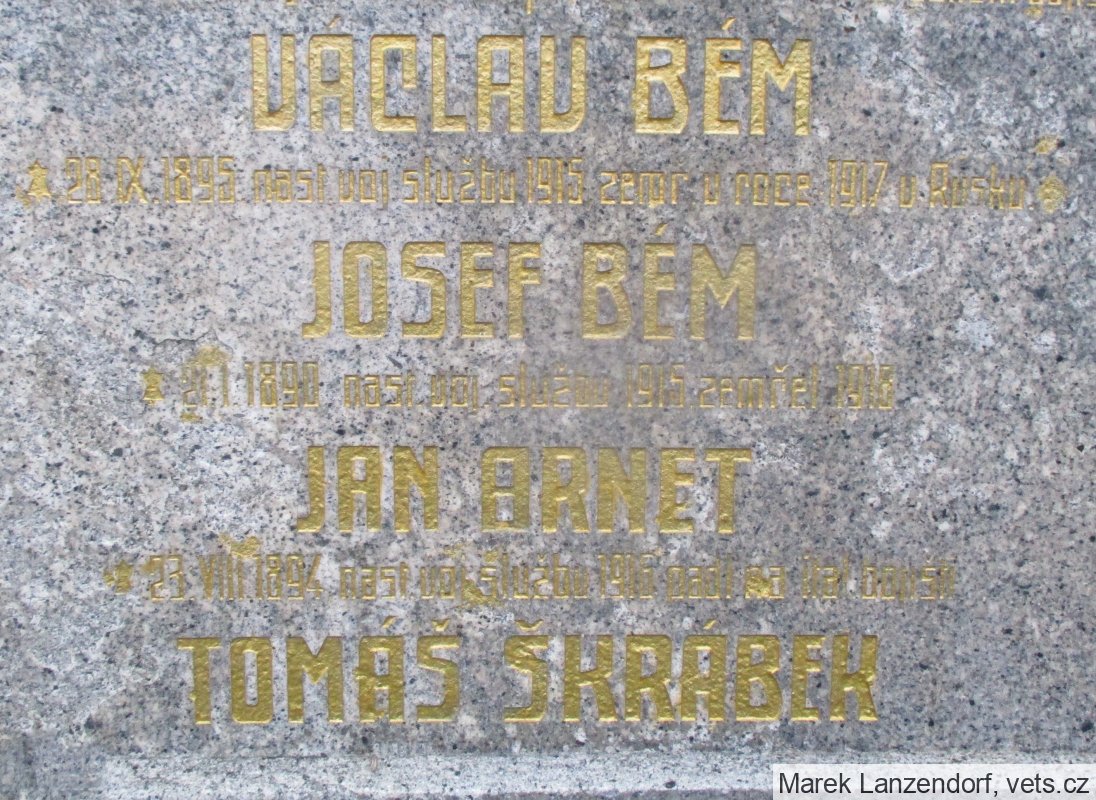 VÁCLAV BÉM
* 28.IX.1895. nast voj službu 1915. zemř v roce 1917 v Rusku.
JOSEF BÉM
* 1890 nast voj službu 1915. zemřel 1918
JAN ARNET
* 23. VIII 1894 nast voj službu 1916 padl na ital bojišti
TOMÁŠ ŠKRÁBEK
Marek Lanzendorf, vets.cz